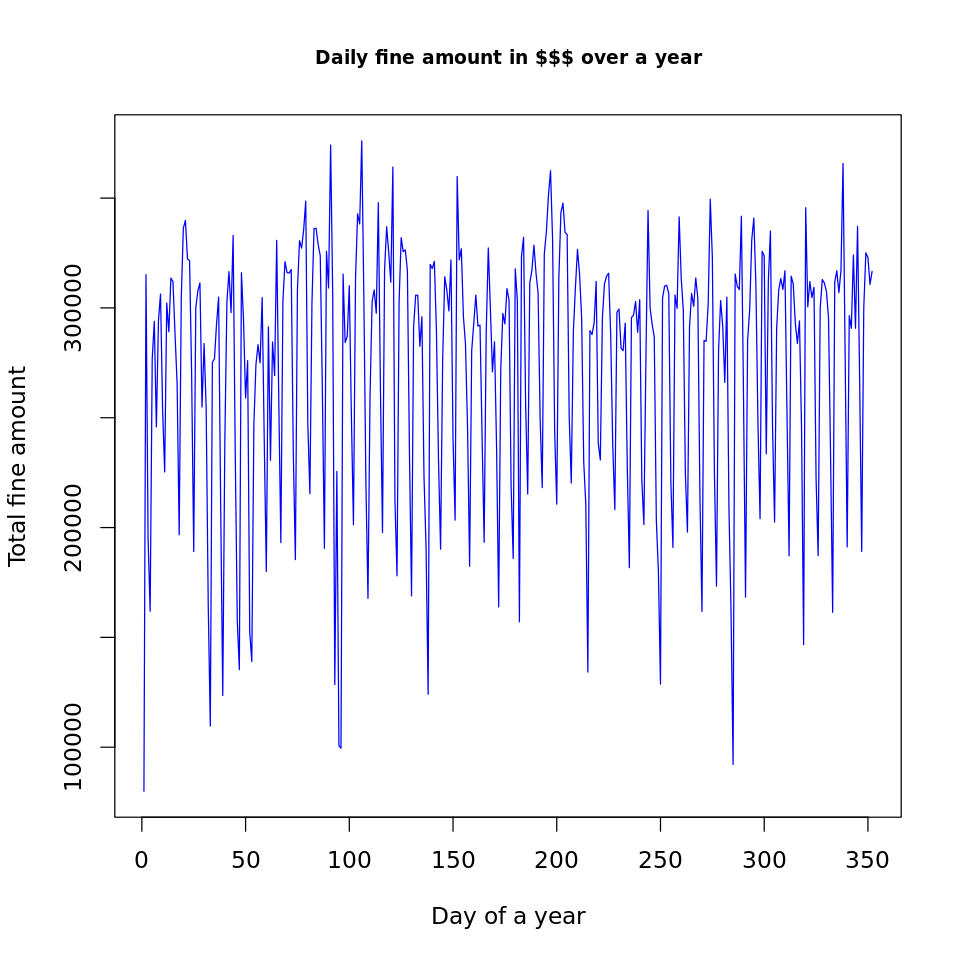 Daily fine amount in $$$ over a year
Total fine amount
300000
200000
100000
0 50 100 150 200 250 300 350
Day of a year